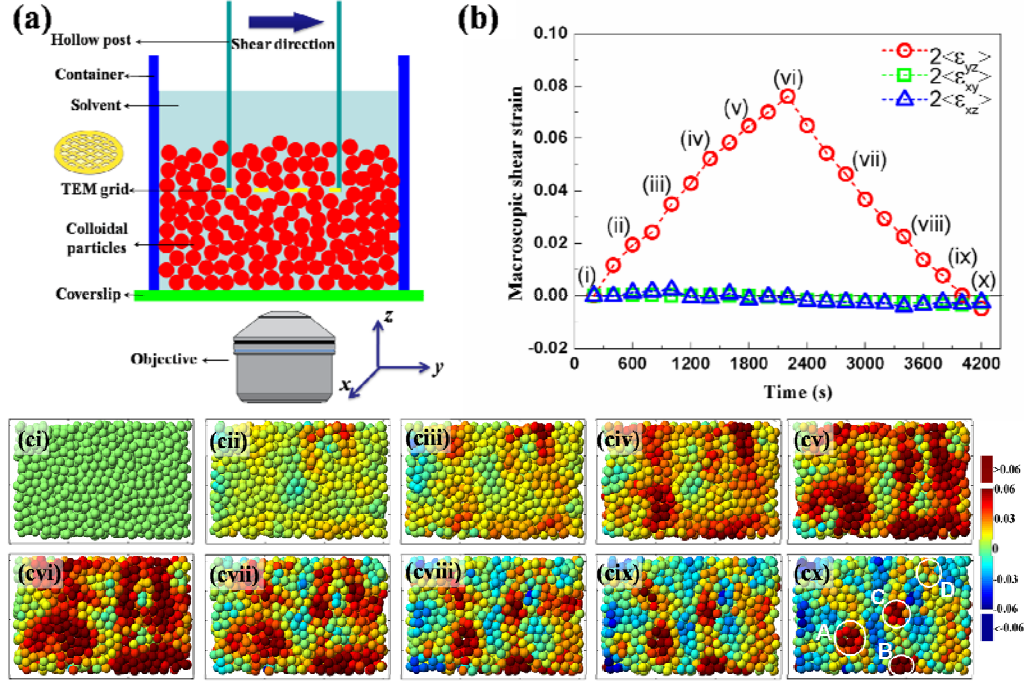 (a)
Hollow post
Shear direction
Container
Solvent
TEM grid
Colloidal
particles
Coverslip
Objective
z
y
x
(b)
0.10
0.08
0.06
0.04
0.02
0.00
-0.02
Macroscopic shear strain
2<ε_yz>
2<ε_xy>
2<ε_xz>
(i)
(ii)
(iii)
(iv)
(v)
(vi)
(vii)
(viii)
(ix)
(x)
0 600 1200 1800 2400 3000 3600 4200
Time (s)
(ci)
(cii)
(ciii)
(civ)
(cv)
>0.06
0.06
0.03
0
-0.03
-0.06
<-0.06
(cvi)
(cvii)
(cviii)
(cix)
(cx)
D
C
A
B